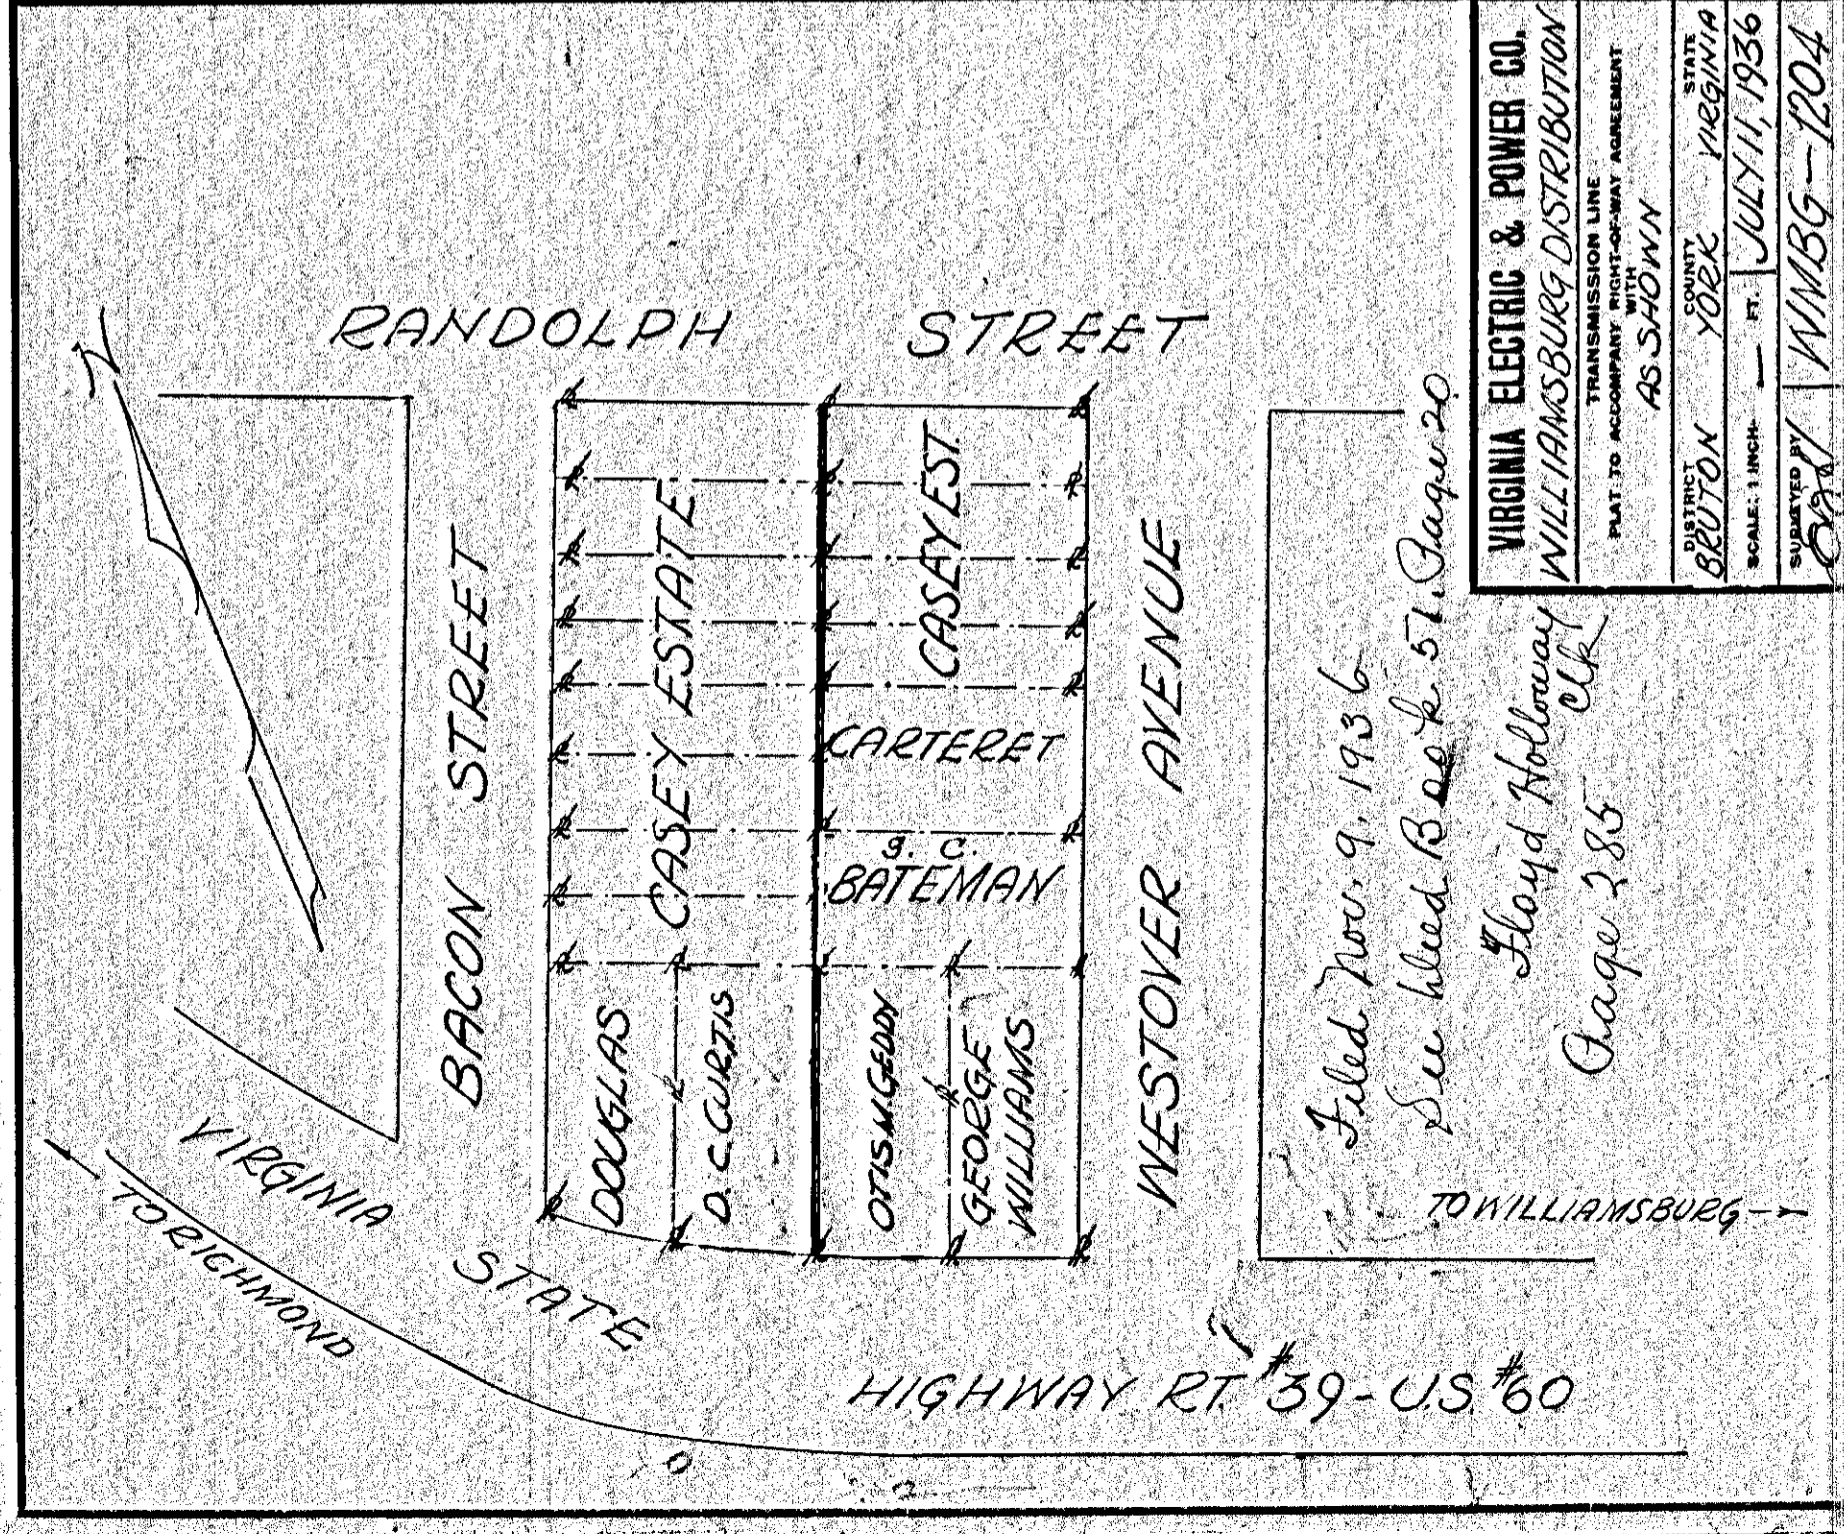 RANDOLPH STREET
BACON STREET
CASEY ESTATE
CASEY EST.
CARTERET
S. C.
BATEMAN
DOUGLAS
D. C. CURTIS
OTIS M. GEDDY
GEORGE
WILLIAMS
WESTOVER AVENUE
VIRGINIA
STATE
HIGHWAY RT. #39 - U.S. #60
TO RICHMOND
TO WILLIAMSBURG
Filed Nov. 9, 1936
See Deed Book 51 Page 20
Floyd Holloway
Clk
Page 285
VIRGINIA ELECTRIC & POWER CO.
WILLIAMSBURG DISTRIBUTION
TRANSMISSION LINE
PLAT TO ACCOMPANY RIGHT-OF-WAY AGREEMENT
WITH
AS SHOWN
DISTRICT COUNTY STATE
BRUTON YORK VIRGINIA
SCALE: 1 INCH — FT. JULY 11, 1936
SURVEYED BY WMBG-1204